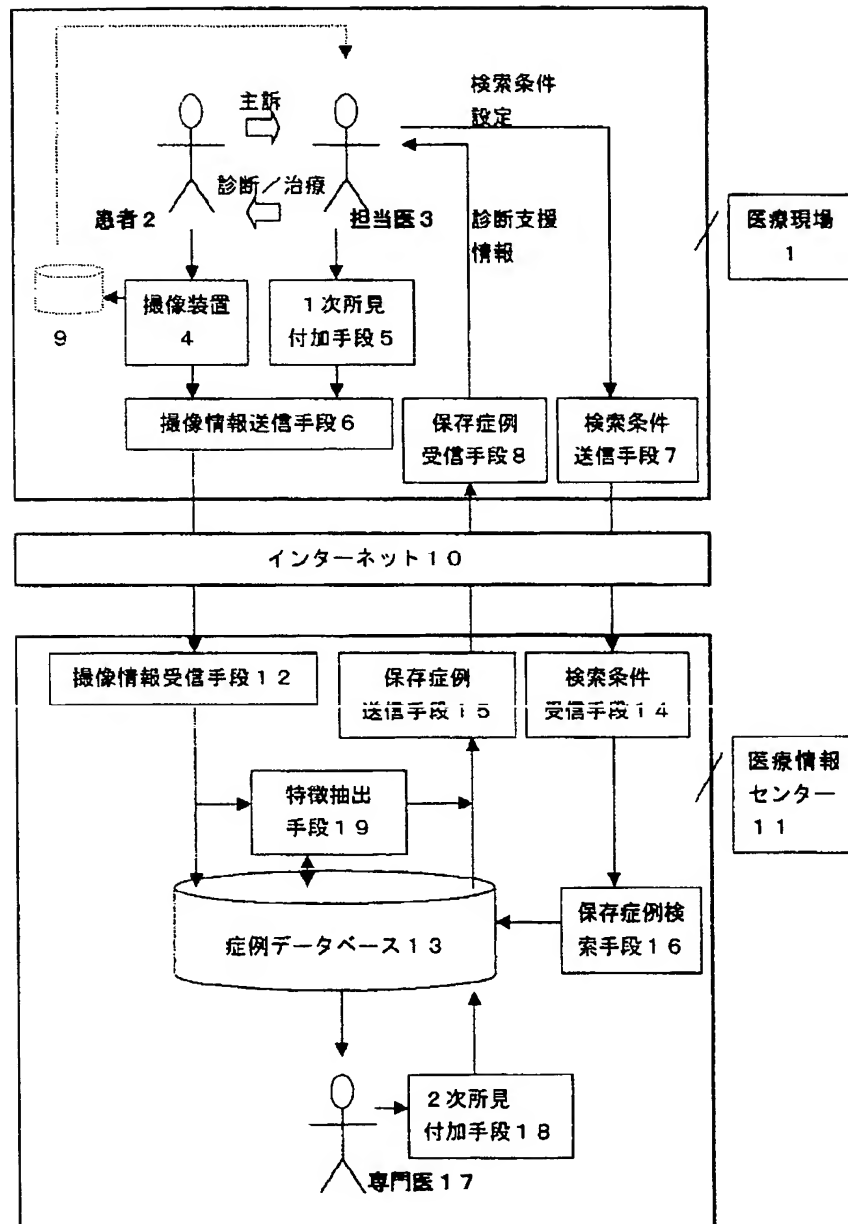 主訴
検索条件
設定
診断／治療
患者２
担当医３
診断支援
情報
医療現場
１
９
撮像装置
４
１次所見
付加手段５
撮像情報送信手段６
保存症例
受信手段８
検索条件
送信手段７
インターネット１０
撮像情報受信手段１２
保存症例
送信手段１５
検索条件
受信手段１４
特徴抽出
手段１９
医療情報
センター
１１
症例データベース１３
保存症例検
索手段１６
２次所見
付加手段１８
専門医１７